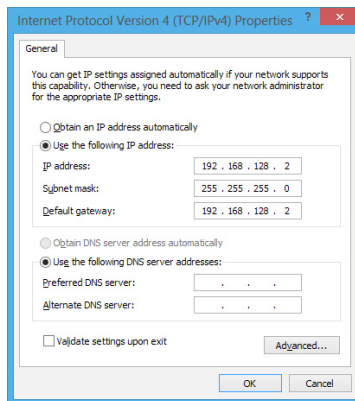 Internet Protocol Version 4 (TCP/IPv4) Properties ? ×
General
You can get IP settings assigned automatically if your network supports
this capability. Otherwise, you need to ask your network administrator
for the appropriate IP settings.
Obtain an IP address automatically
Use the following IP address:
IP address: 192 . 168 . 128 . 2
Subnet mask: 255 . 255 . 255 . 0
Default gateway: 192 . 168 . 128 . 2
Obtain DNS server address automatically
Use the following DNS server addresses:
Preferred DNS server: . . .
Alternate DNS server: . . .
Validate settings upon exit Advanced...
OK Cancel